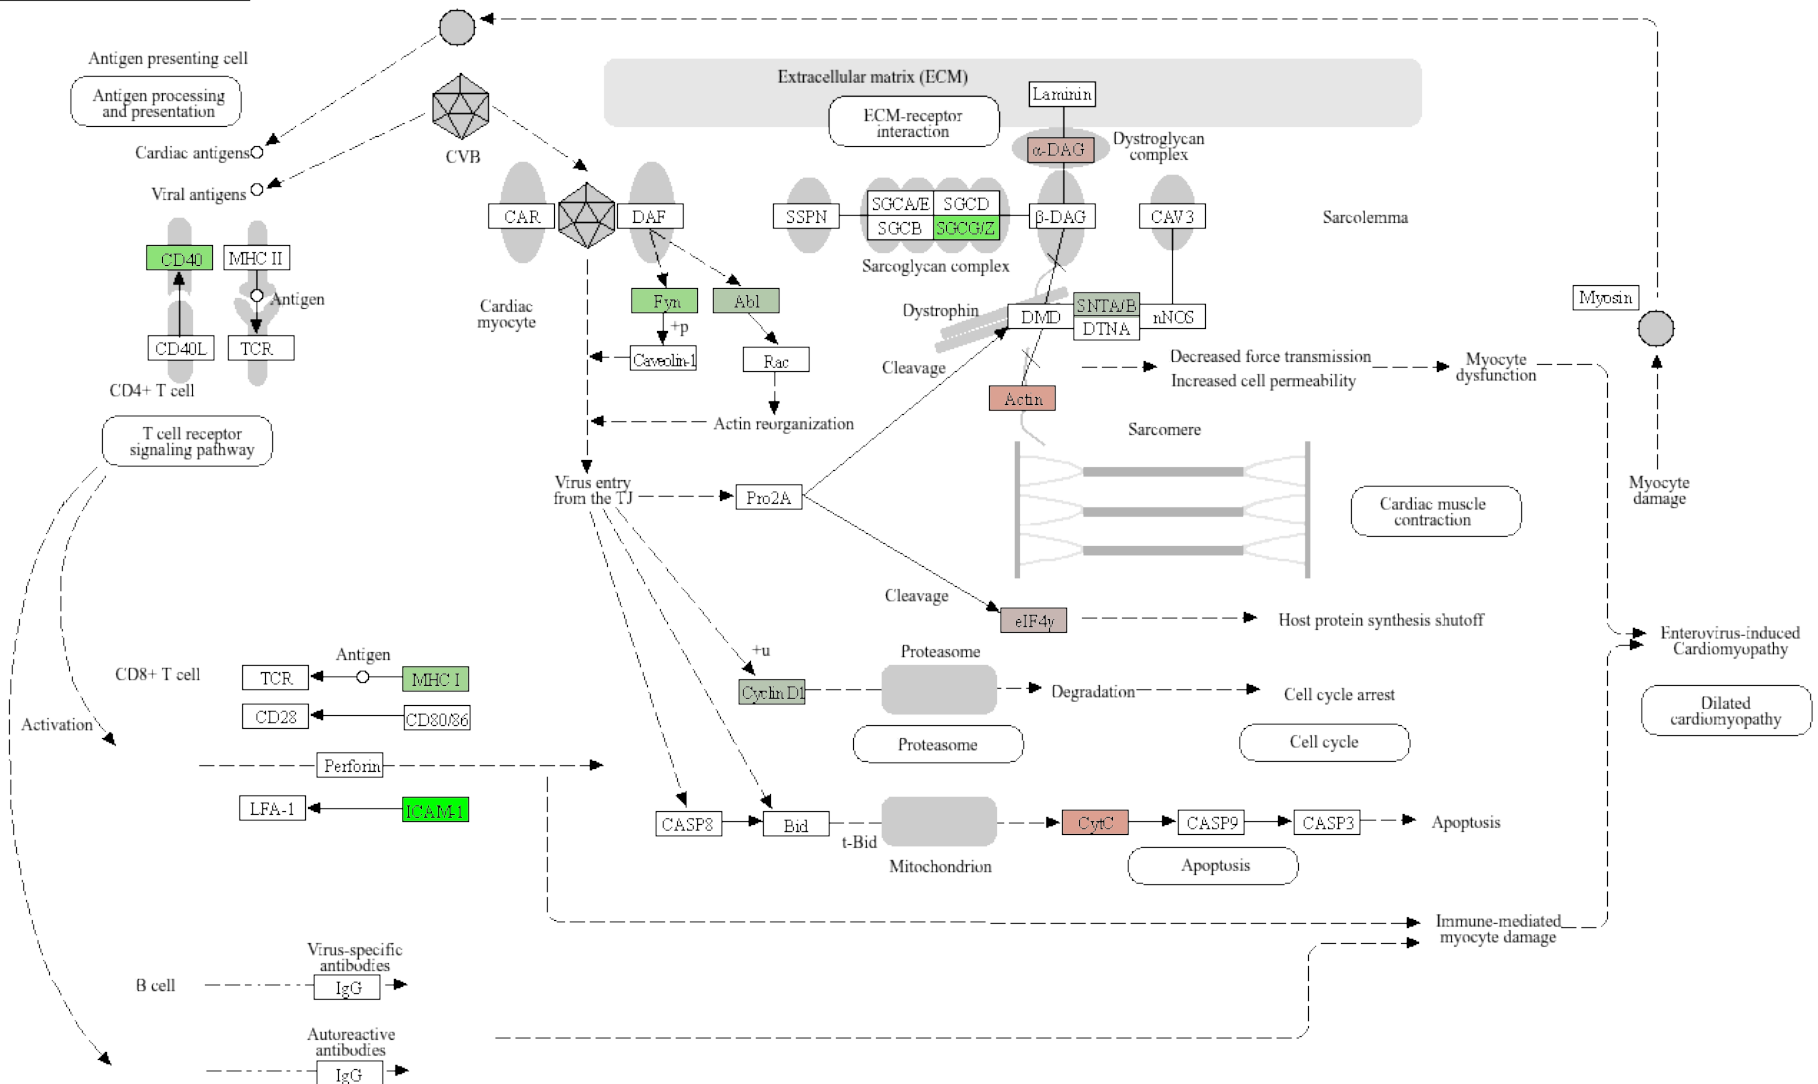 Antigen presenting cell
Antigen processing
and presentation
Cardiac antigens
Viral antigens
CVB
Extracellular matrix (ECM)
ECM-receptor
interaction
Laminin
α-DAG
Dystroglycan
complex
CAR
DAF
SSPN
SGCA/E
SGCD
SGCB
SGCG/Z
β-DAG
CAV3
Sarcolemma
Sarcoglycan complex
CD40
MHC II
Antigen
CD40L
TCR
CD4+ T cell
T cell receptor
signaling pathway
Cardiac
myocyte
Fyn
Abl
+p
Caveolin-1
Rac
Actin reorganization
Dystrophin
DMD
SNTA/B
DTNA
nNOS
Myosin
Cleavage
Decreased force transmission
Increased cell permeability
Myocyte
dysfunction
Actin
Sarcomere
Virus entry
from the TJ
Pro2A
Cardiac muscle
contraction
Myocyte
damage
Cleavage
eIF4γ
Host protein synthesis shutoff
Enterovirus-induced
Cardiomyopathy
Dilated
cardiomyopathy
+u
Proteasome
Cyclin D1
Degradation
Cell cycle arrest
Proteasome
Cell cycle
CD8+ T cell
TCR
Antigen
MHC I
CD28
CD80/86
Activation
Perforin
LFA-1
ICAM-1
CASP8
Bid
t-Bid
Mitochondrion
CytC
CASP9
CASP3
Apoptosis
Apoptosis
Immune-mediated
myocyte damage
Virus-specific
antibodies
B cell
IgG
Autoreactive
antibodies
IgG